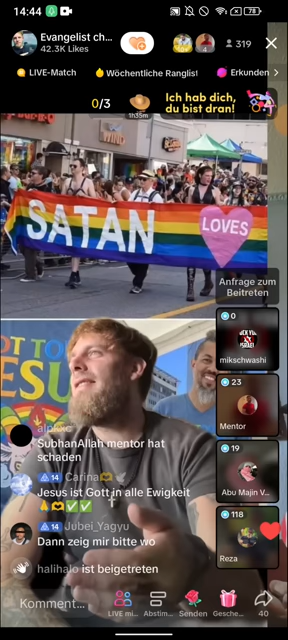 14:44
78
Evangelist ch...
42.3K Likes
319
LIVE-Match
Wöchentliche Ranglist
Erkunden
0/3
1h35m
Ich hab dich,
du bist dran!
SATAN
LOVES
Anfrage zum
Beitreten
0
mikschwashi
23
Mentor
19
Abu Majin V...
118
Reza
alpFxc
SubhanAllah mentor hat
schaden
14 Carina
Jesus ist Gott in alle Ewigkeit
14 Jubei_Yagyu
Dann zeig mir bitte wo
halihalo ist beigetreten
Komment...
LIVE mi...
Abstim...
Senden
Gesche...
40